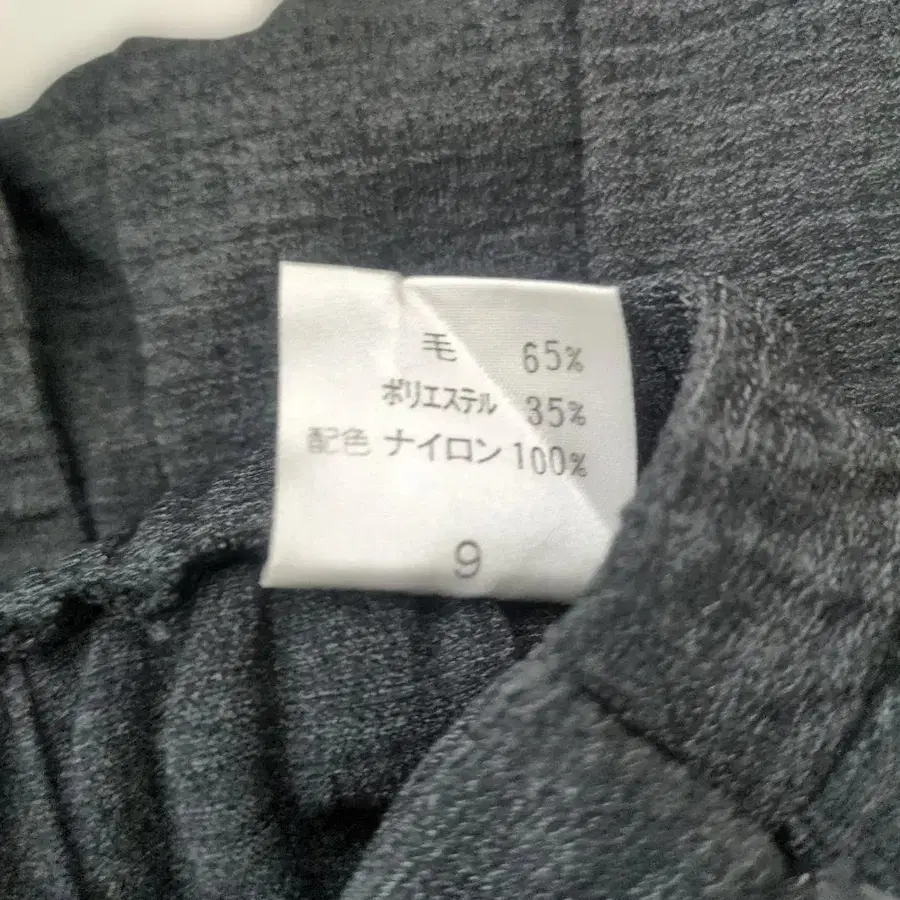 毛 65%
ポリエステル 35%
配色 ナイロン 100%
9